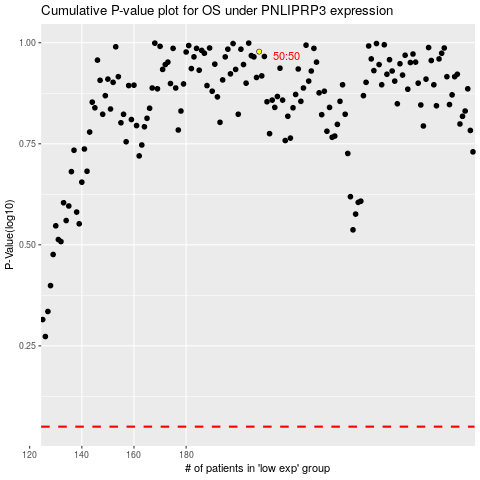 Cumulative P-value plot for OS under PNLIPRP3 expression
1.00
50:50
0.75
0.50
0.25
P-Value(log10)
120 140 160 180
# of patients in 'low exp' group